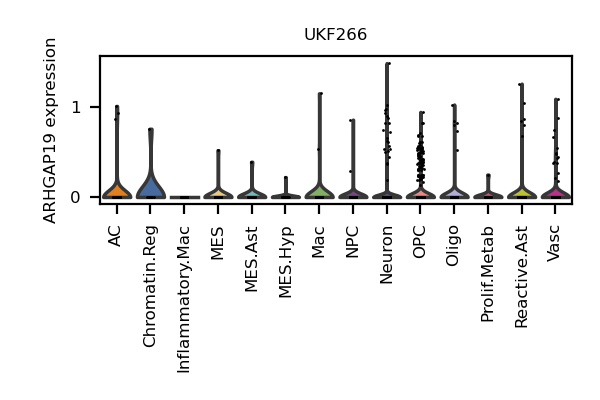 UKF266
ARHGAP19 expression
1
0
AC
Chromatin.Reg
Inflammatory.Mac
MES
MES.Ast
MES.Hyp
Mac
NPC
Neuron
OPC
Oligo
Prolif.Metab
Reactive.Ast
Vasc